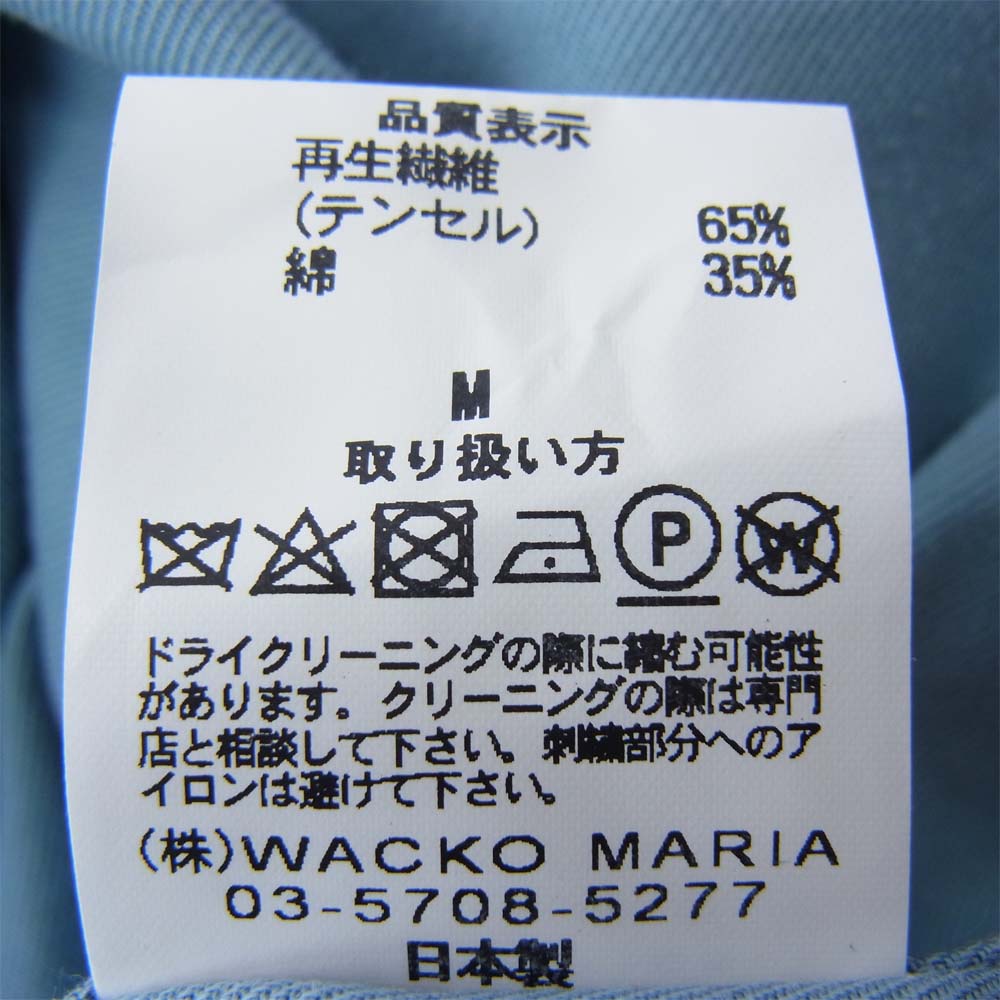 品質表示
再生繊維
(テンセル) 65%
綿 35%
M
取り扱い方
P
W
ドライクリーニングの際に縮む可能性
があります。クリーニングの際は専門
店と相談して下さい。刺繍部分へのア
イロンは避けて下さい。
(株)WACKO MARIA
03-5708-5277
日本製